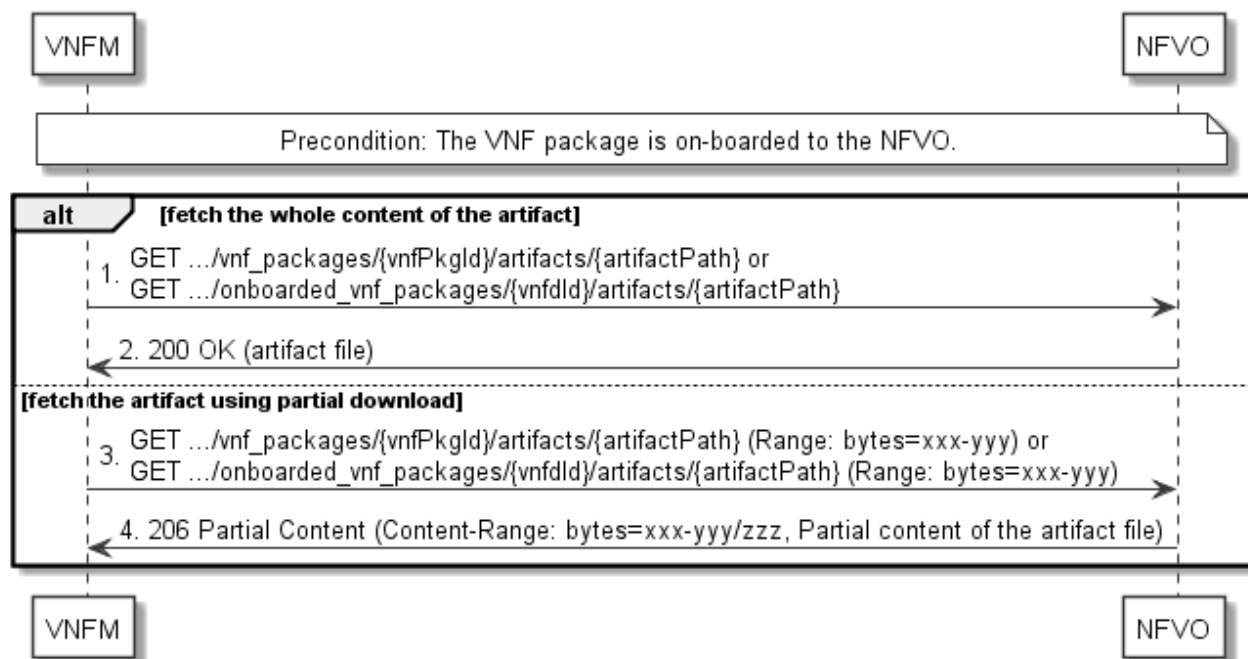 VNFM
NFVO
Precondition: The VNF package is on-boarded to the NFVO.
alt
[fetch the whole content of the artifact]
1.
GET .../vnf_packages/{vnfPkgId}/artifacts/{artifactPath} or
GET .../onboarded_vnf_packages/{vnfdId}/artifacts/{artifactPath}
2. 200 OK (artifact file)
[fetch the artifact using partial download]
3.
GET .../vnf_packages/{vnfPkgId}/artifacts/{artifactPath} (Range: bytes=xxx-yyy) or
GET .../onboarded_vnf_packages/{vnfdId}/artifacts/{artifactPath} (Range: bytes=xxx-yyy)
4. 206 Partial Content (Content-Range: bytes=xxx-yyy/zzz, Partial content of the artifact file)
VNFM
NFVO